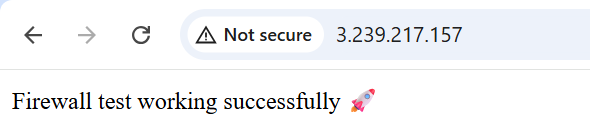 Not secure 3.239.217.157
Firewall test working successfully 🚀